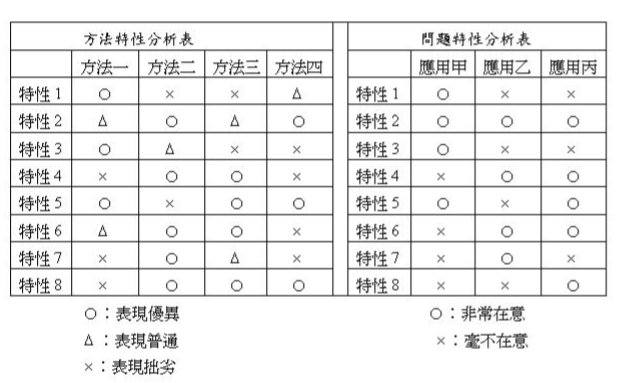 方法特性分析表 問題特性分析表
方法一 方法二 方法三 方法四 應用甲 應用乙 應用丙
特性1 ○ × × △ 特性1 ○ × ×
特性2 △ ○ △ ○ 特性2 ○ ○ ○
特性3 ○ △ × × 特性3 ○ × ×
特性4 × ○ ○ × 特性4 × ○ ○
特性5 ○ × ○ ○ 特性5 ○ × ○
特性6 △ ○ ○ × 特性6 × ○ ○
特性7 × ○ △ × 特性7 × ○ ×
特性8 × ○ ○ ○ 特性8 × × ○
○：表現優異 ○：非常在意
△：表現普通 ×：毫不在意
×：表現拙劣